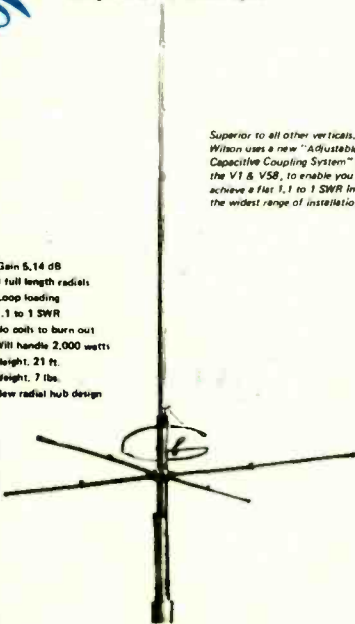 Superior to all other verticals,
Wilson uses a new "Adjustable
Capacitive Coupling System"
the V1 & V58, to enable you
achieve a flat 1.1 to 1 SWR in
the widest range of installatio
Gain 5.14 dB
full length radials
Loop loading
.1 to 1 SWR
No coils to burn out
Will handle 2,000 watts
Height, 21 ft.
Weight, 7 lbs.
New radial hub design